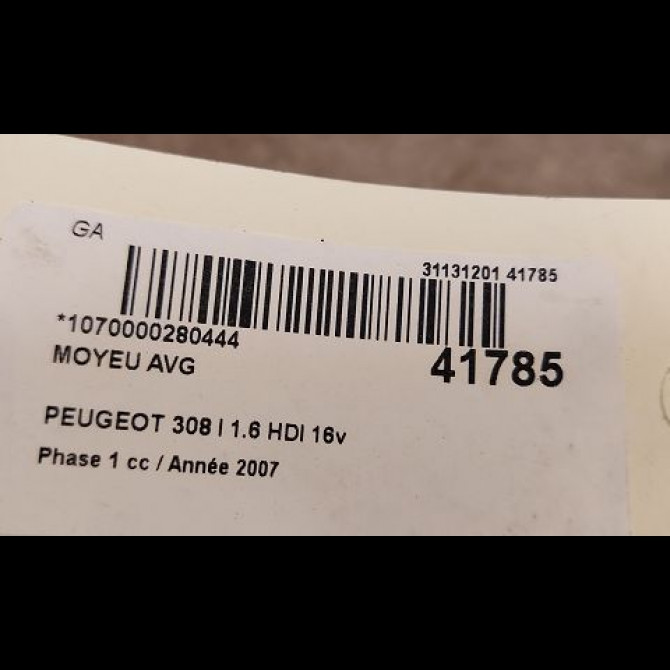 GA
31131201 41785
*1070000280444
41785
MOYEU AVG
PEUGEOT 308 I 1.6 HDI 16v
Phase 1 cc / Année 2007